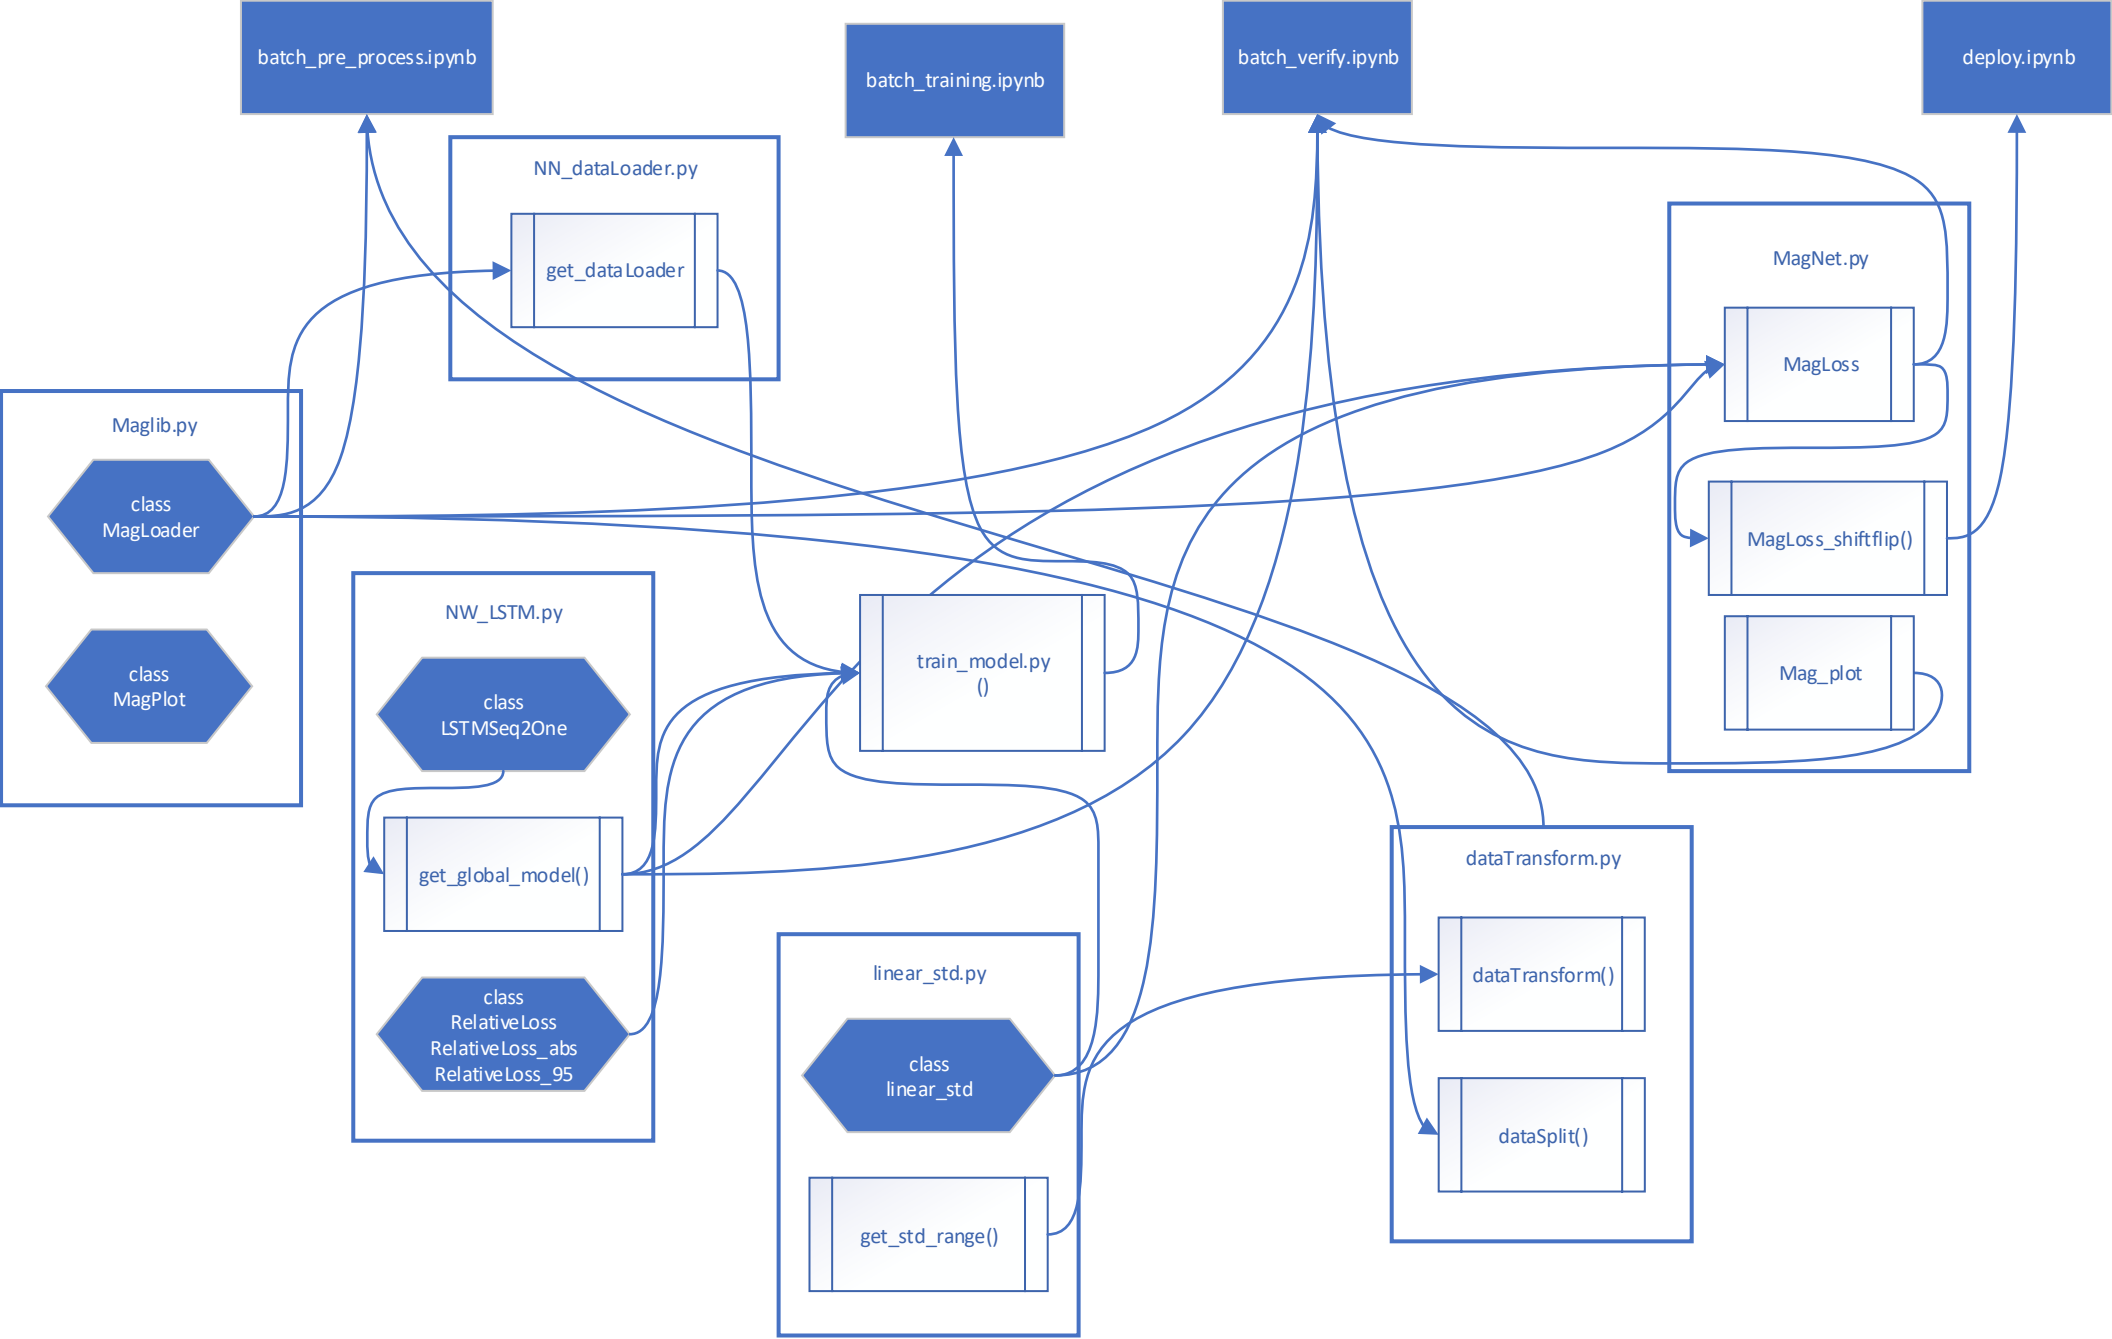 batch_pre_process.ipynb
batch_training.ipynb
batch_verify.ipynb
deploy.ipynb
NN_dataLoader.py
get_dataLoader
MagNet.py
MagLoss
MagLoss_shiftflip()
Mag_plot
Maglib.py
class
MagLoader
class
MagPlot
NW_LSTM.py
class
LSTMSeq2One
get_global_model()
class
RelativeLoss
RelativeLoss_abs
RelativeLoss_95
train_model.py
()
linear_std.py
class
linear_std
get_std_range()
dataTransform.py
dataTransform()
dataSplit()